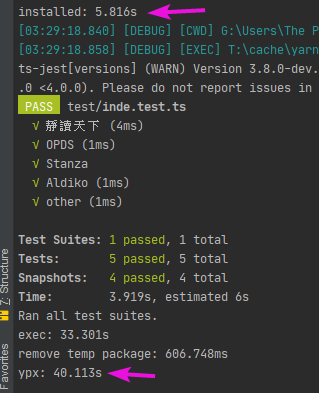 installed: 5.816s
[03:29:18.840] [DEBUG] [CWD] G:\Users\The P
[03:29:18.858] [DEBUG] [EXEC] T:\cache\yarn
ts-jest[versions] (WARN) Version 3.8.0-dev.
.0 <4.0.0). Please do not report issues in
PASS test/inde.test.ts
√ 靜讀天下 (4ms)
√ OPDS (1ms)
√ Stanza
√ Aldiko (1ms)
√ other (1ms)
Test Suites: 1 passed, 1 total
Tests: 5 passed, 5 total
Snapshots: 4 passed, 4 total
Time: 3.919s, estimated 6s
Ran all test suites.
exec: 33.301s
remove temp package: 606.748ms
ypx: 40.113s
7: Structure
Favorites